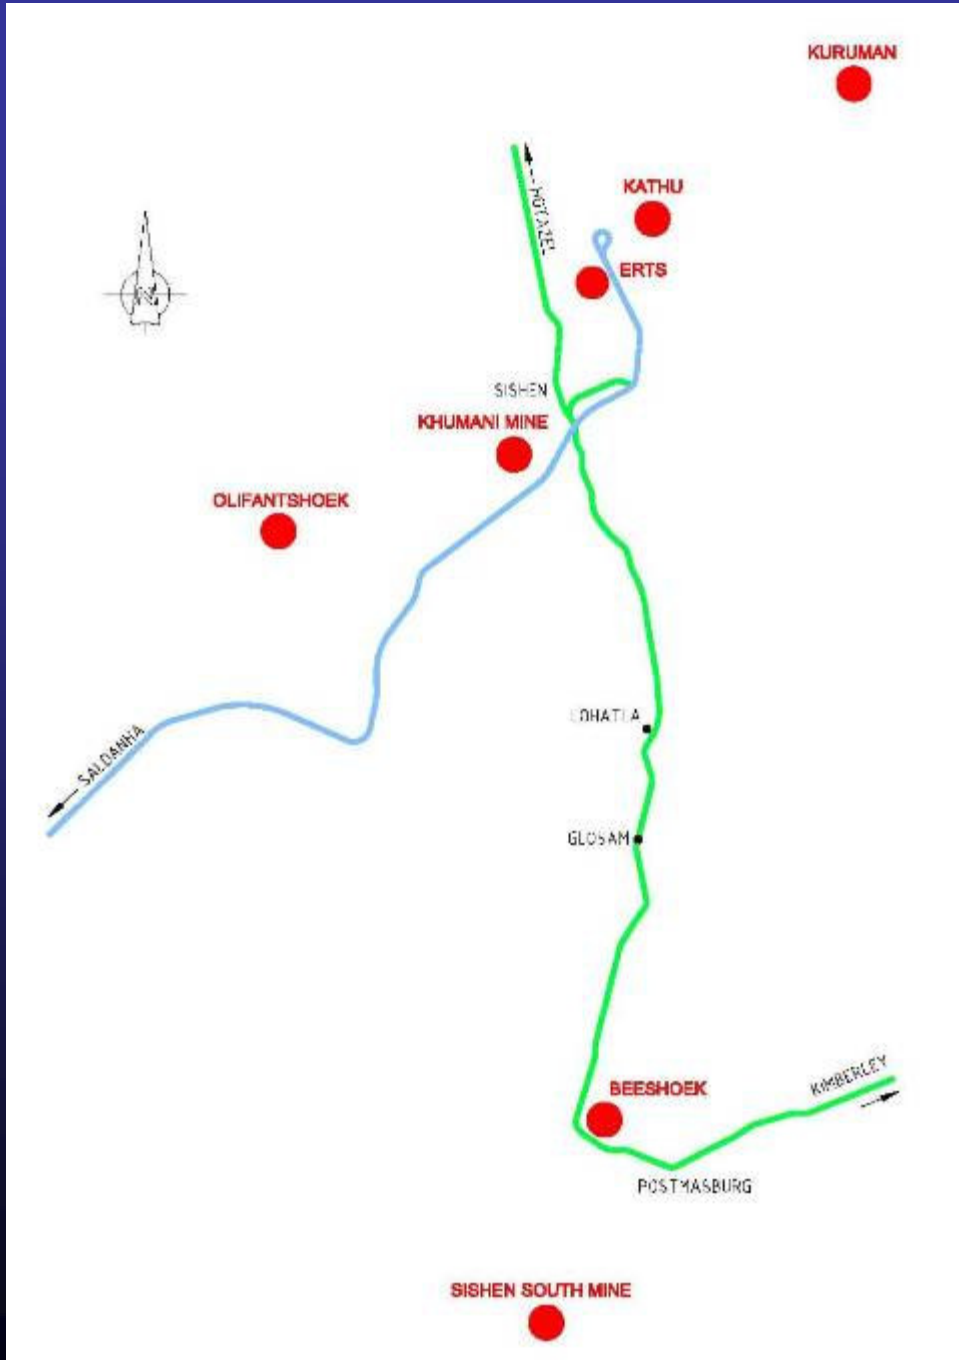 KURUMAN
KATHU
HOTAZEL
ERTS
SISHEN
KHUMANI MINE
OLIFANTSHOEK
LOHATLA
SALDANHA
GLOSAM
KIMBERLEY
BEESHOEK
POSTMASBURG
SISHEN SOUTH MINE